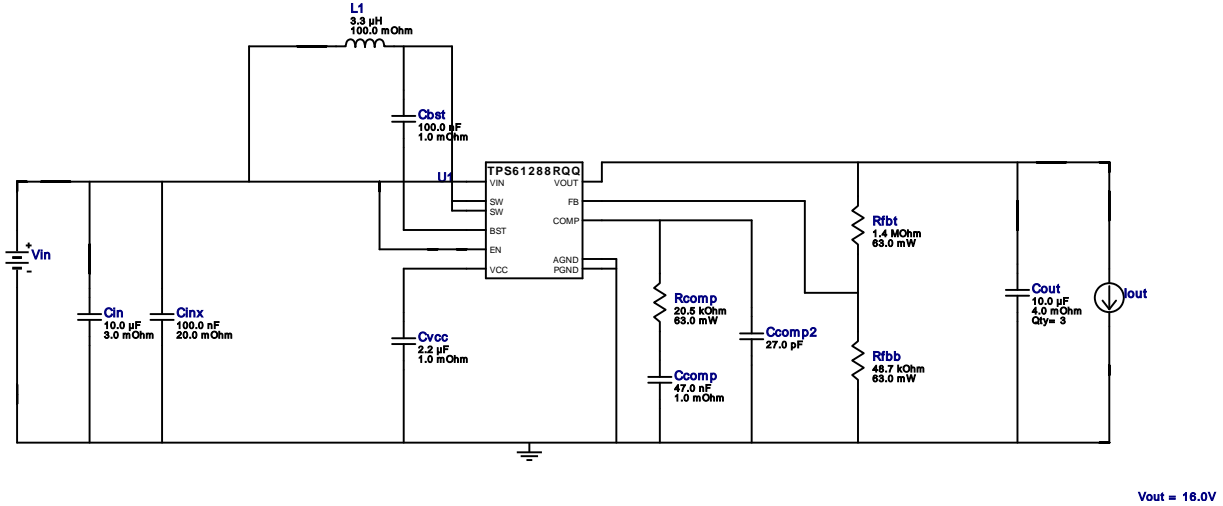 L1
3.3 µH
100.0 mOhm
Cbst
100.0 nF
1.0 mOhm
U1
TPS61288RQQ
VIN
SW
SW
BST
EN
VCC
VOUT
FB
COMP
AGND
PGND
+
Vin
-
Cin
10.0 µF
3.0 mOhm
Cinx
100.0 nF
20.0 mOhm
Cvcc
2.2 µF
1.0 mOhm
Rcomp
20.5 kOhm
63.0 mW
Ccomp
47.0 nF
1.0 mOhm
Ccomp2
27.0 pF
Rfbt
1.4 MOhm
63.0 mW
Rfbb
48.7 kOhm
63.0 mW
Cout
10.0 µF
4.0 mOhm
Qty= 3
Iout
Vout = 16.0V